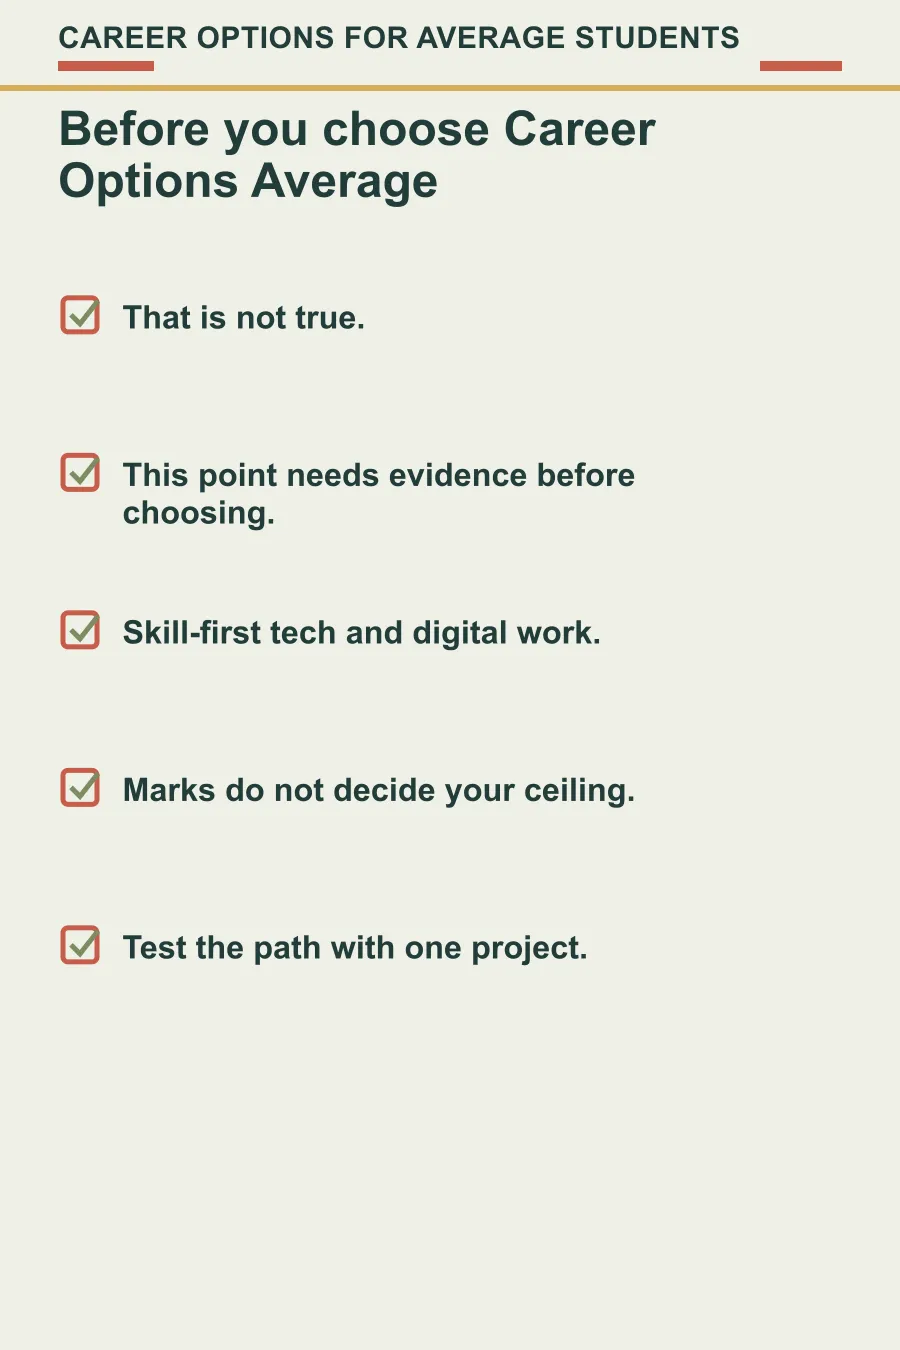 CAREER OPTIONS FOR AVERAGE STUDENTS
Before you choose Career
Options Average
That is not true.
This point needs evidence before
choosing.
Skill-first tech and digital work.
Marks do not decide your ceiling.
Test the path with one project.